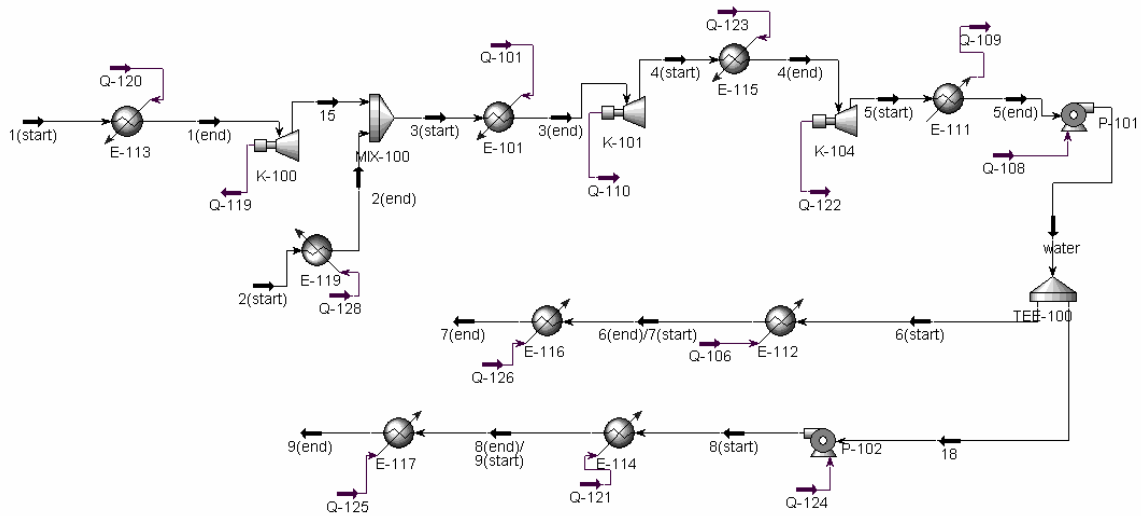 Q-120
Q-101
Q-123
Q-109
1(start)
E-113
1(end)
15
K-100
Q-119
MIX-100
3(start)
E-101
3(end)
K-101
Q-110
4(start)
E-115
4(end)
K-104
Q-122
5(start)
E-111
5(end)
P-101
Q-108
2(end)
2(start)
E-119
Q-128
water
TEE-100
7(end)
E-116
Q-126
6(end)/7(start)
Q-106
E-112
6(start)
9(end)
E-117
Q-125
8(end)/
9(start)
E-114
Q-121
8(start)
P-102
Q-124
18